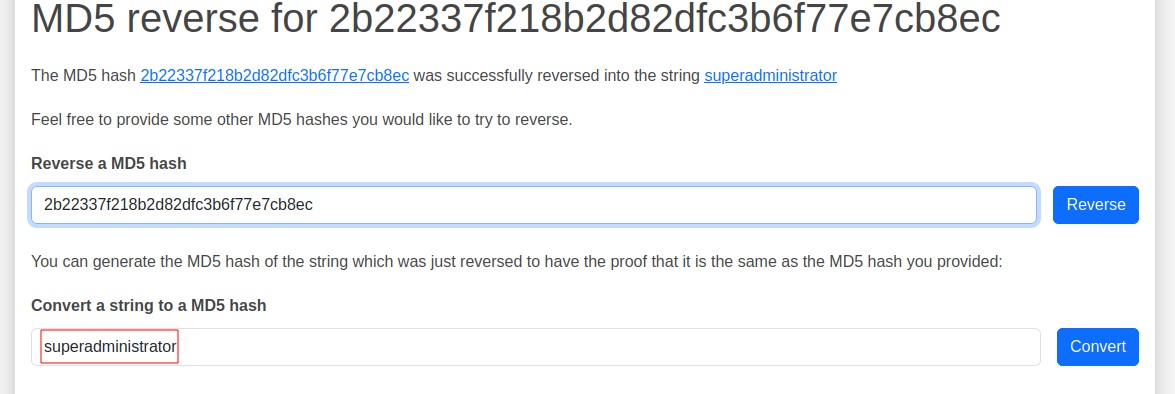 MD5 reverse for 2b22337f218b2d82dfc3b6f77e7cb8ec
The MD5 hash 2b22337f218b2d82dfc3b6f77e7cb8ec was successfully reversed into the string superadministrator
Feel free to provide some other MD5 hashes you would like to try to reverse.
Reverse a MD5 hash
2b22337f218b2d82dfc3b6f77e7cb8ec Reverse
You can generate the MD5 hash of the string which was just reversed to have the proof that it is the same as the MD5 hash you provided:
Convert a string to a MD5 hash
superadministrator Convert